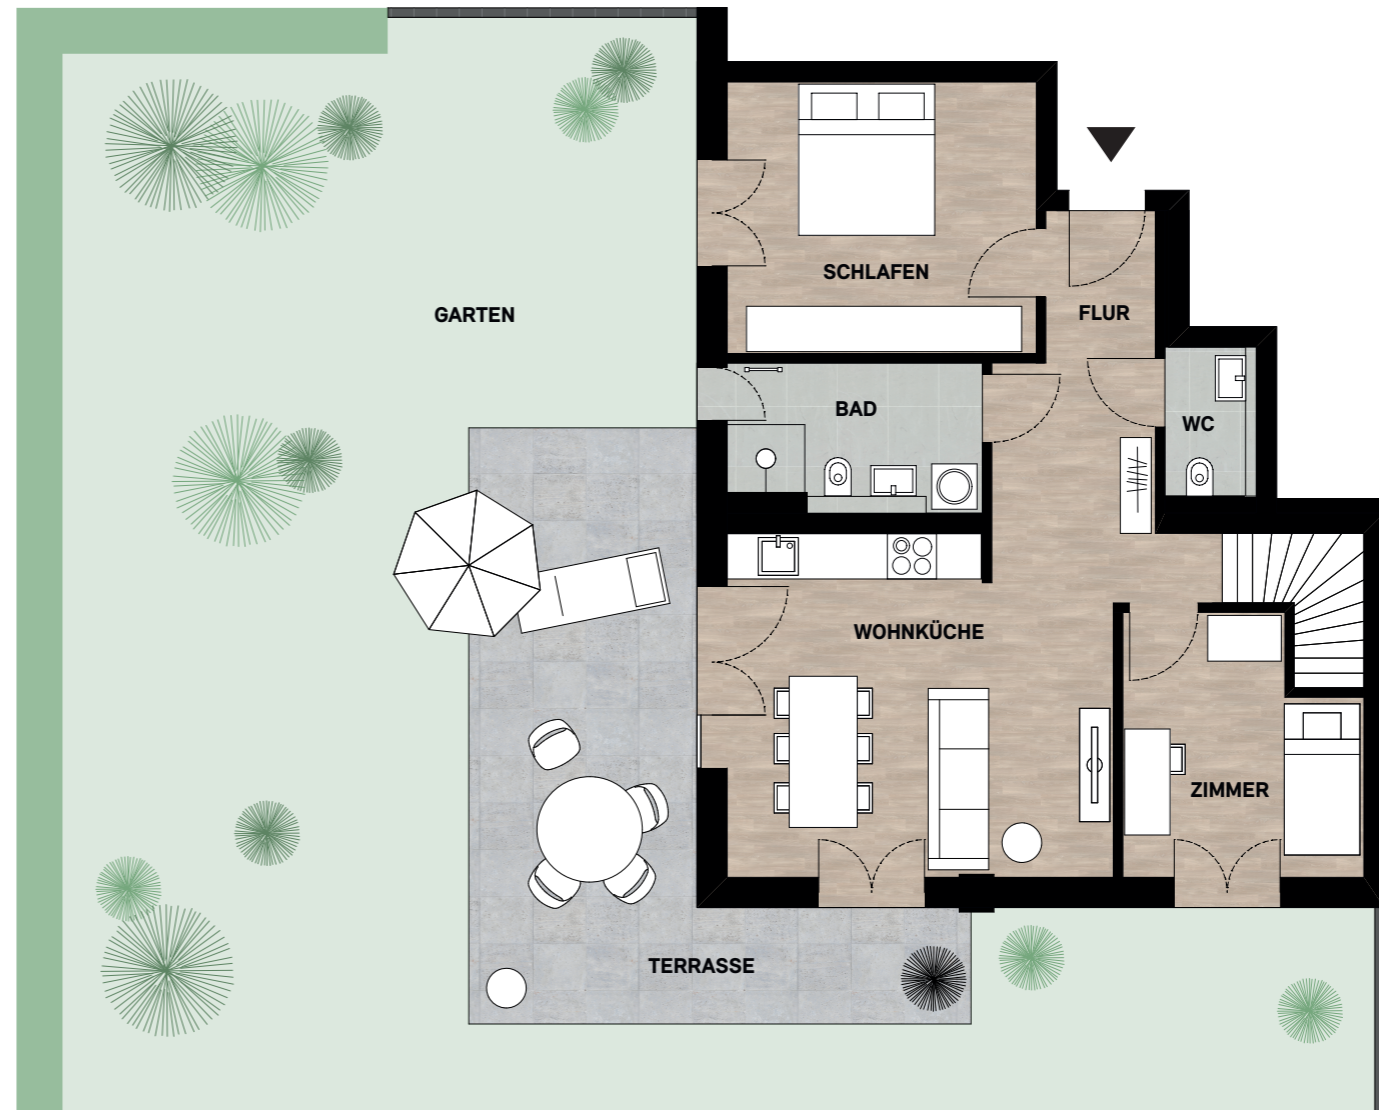 SCHLAFEN
GARTEN
FLUR
BAD
WC
WOHNKÜCHE
ZIMMER
TERRASSE